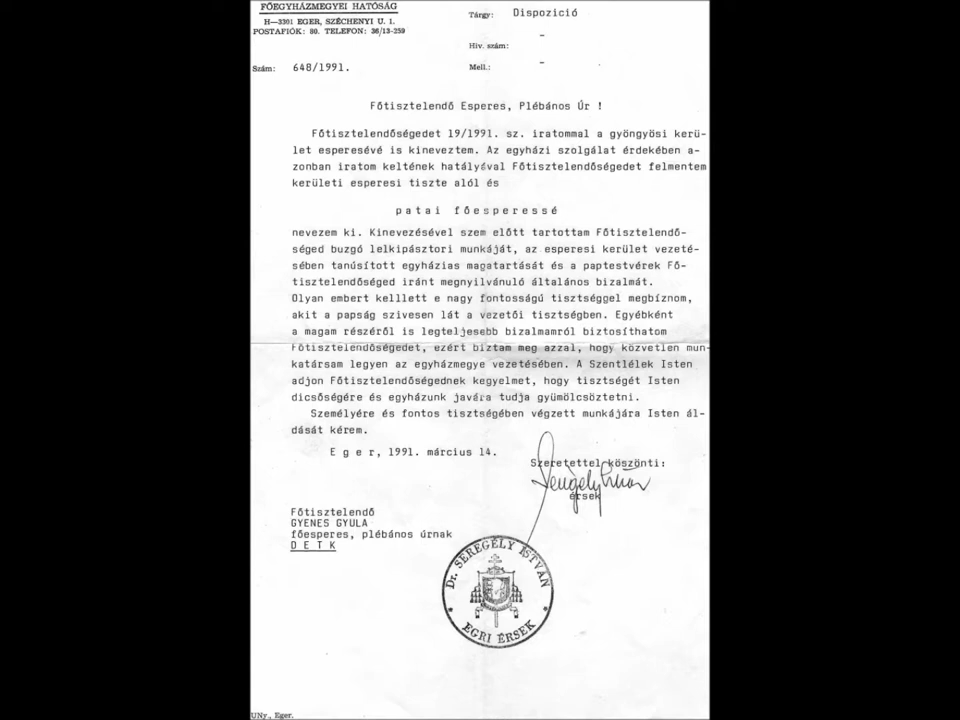 FŐEGYHÁZMEGYEI HATÓSÁG
H—3301 EGER, SZÉCHENYI U. 1.
POSTAFIÓK: 80. TELEFON: 36/13-259
Tárgy: Dispozició
-
Hiv. szám:
Szám: 648/1991.
Mell.: -
Főtisztelendő Esperes, Plébános Úr !
Főtisztelendőségedet 19/1991. sz. iratommal a gyöngyösi kerü-
let esperesévé is kineveztem. Az egyházi szolgálat érdekében a-
zonban iratom keltének hatályával Főtisztelendőségedet felmentem
kerületi esperesi tiszte alól és
p a t a i f ő e s p e r e s s é
nevezem ki. Kinevezésével szem előtt tartottam Főtisztelendő-
séged buzgó lelkipásztori munkáját, az esperesi kerület vezeté-
sében tanúsított egyházias magatartását és a paptestvérek Fő-
tisztelendőséged iránt megnyilvánuló általános bizalmát.
Olyan embert kelllett e nagy fontosságú tisztséggel megbíznom,
akit a papság szivesen lát a vezetői tisztségben. Egyébként
a magam részéről is legteljesebb bizalmamról biztosíthatom
Főtisztelendőségedet, ezért biztam meg azzal, hogy közvetlen mun-
katársam legyen az egyházmegye vezetésében. A Szentlélek Isten
adjon Főtisztelendőségednek kegyelmet, hogy tisztségét Isten
dicsőségére és egyházunk javára tudja gyümölcsöztetni.
Személyére és fontos tisztségében végzett munkájára Isten ál-
dását kérem.
E g e r, 1991. március 14.
Szeretettel köszönti:
Seregély István
érsek
Főtisztelendő
GYENES GYULA
főesperes, plébános úrnak
D E T K
Dr. SEREGÉLY ISTVÁN
* EGRI ÉRSEK *
UNy., Eger.